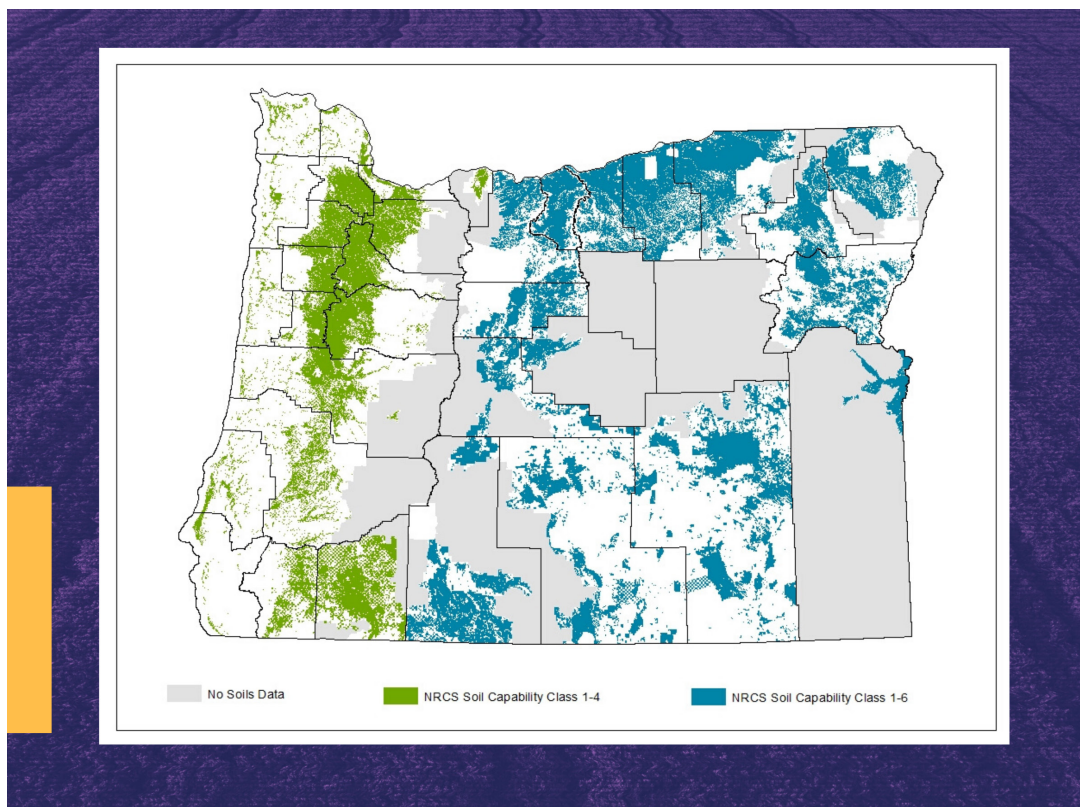 No Soils Data
NRCS Soil Capability Class 1-4
NRCS Soil Capability Class 1-6